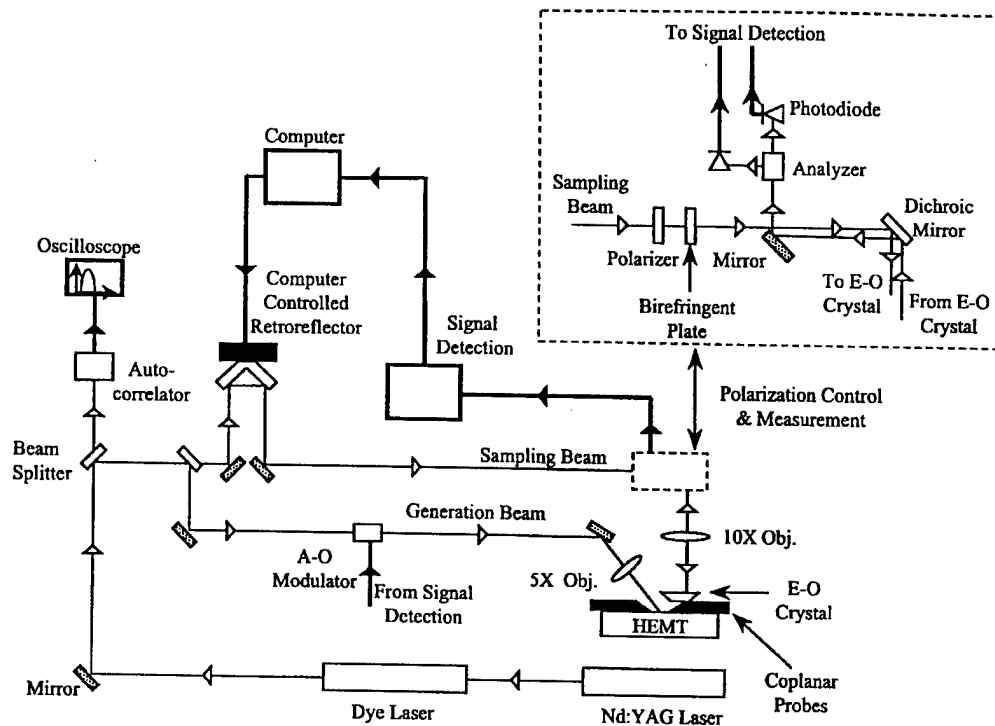 To Signal Detection
Photodiode
Analyzer
Sampling
Beam
Dichroic
Mirror
Polarizer
Mirror
To E-O
Crystal
From E-O
Crystal
Birefringent
Plate
Computer
Oscilloscope
Computer
Controlled
Retroreflector
Signal
Detection
Auto-
correlator
Polarization Control
& Measurement
Beam
Splitter
Sampling Beam
Generation Beam
10X Obj.
A-O
Modulator
5X Obj.
From Signal
Detection
E-O
Crystal
HEMT
Mirror
Coplanar
Probes
Dye Laser
Nd:YAG Laser